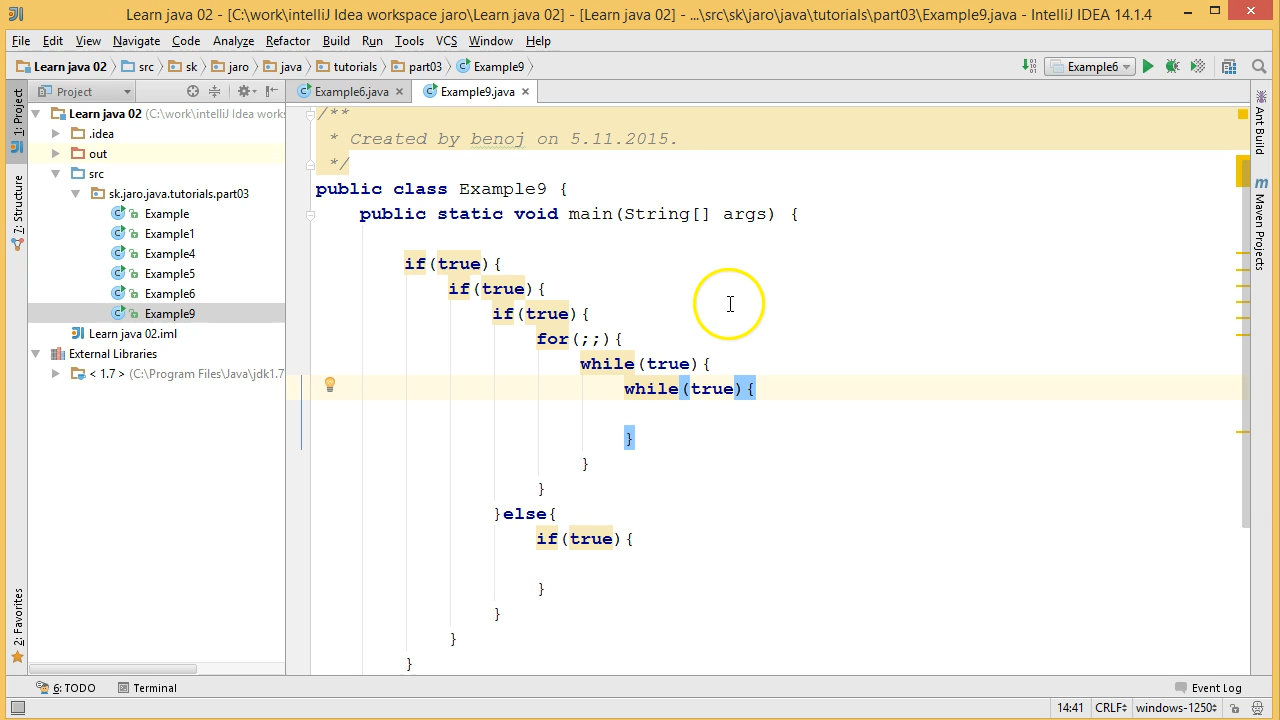 Learn java 02 - [C:\work\intelliJ Idea workspace jaro\Learn java 02] - [Learn java 02] - ...\src\sk\jaro\java\tutorials\part03\Example9.java - IntelliJ IDEA 14.1.4
File Edit View Navigate Code Analyze Refactor Build Run Tools VCS Window Help
Learn java 02 src sk jaro java tutorials part03 Example9 Example6
1: Project
7: Structure
2: Favorites
Project
Learn java 02 (C:\work\intelliJ Idea works
.idea
out
src
sk.jaro.java.tutorials.part03
Example
Example1
Example4
Example5
Example6
Example9
Learn java 02.iml
External Libraries
< 1.7 > (C:\Program Files\Java\jdk1.7
Example6.java Example9.java
/**
* Created by benoj on 5.11.2015.
*/
public class Example9 {
public static void main(String[] args) {
if(true){
if(true){
if(true){
for(;;){
while(true){
while(true){
}
}
}
}else{
if(true){
}
}
}
}
Ant Build
Maven Projects
6: TODO Terminal Event Log
14:41 CRLF windows-1250